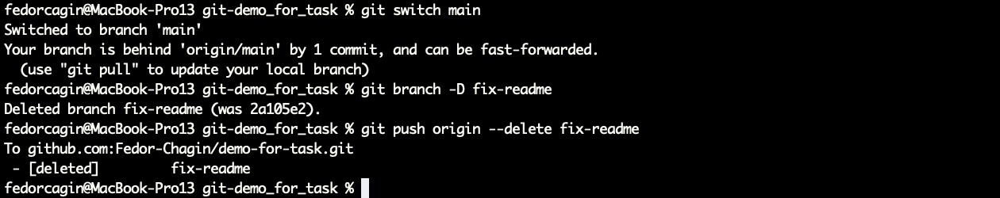 fedorcagin@MacBook-Pro13 git-demo_for_task % git switch main
Switched to branch 'main'
Your branch is behind 'origin/main' by 1 commit, and can be fast-forwarded.
  (use "git pull" to update your local branch)
fedorcagin@MacBook-Pro13 git-demo_for_task % git branch -D fix-readme
Deleted branch fix-readme (was 2a105e2).
fedorcagin@MacBook-Pro13 git-demo_for_task % git push origin --delete fix-readme
To github.com:Fedor-Chagin/demo-for-task.git
 - [deleted]         fix-readme
fedorcagin@MacBook-Pro13 git-demo_for_task %